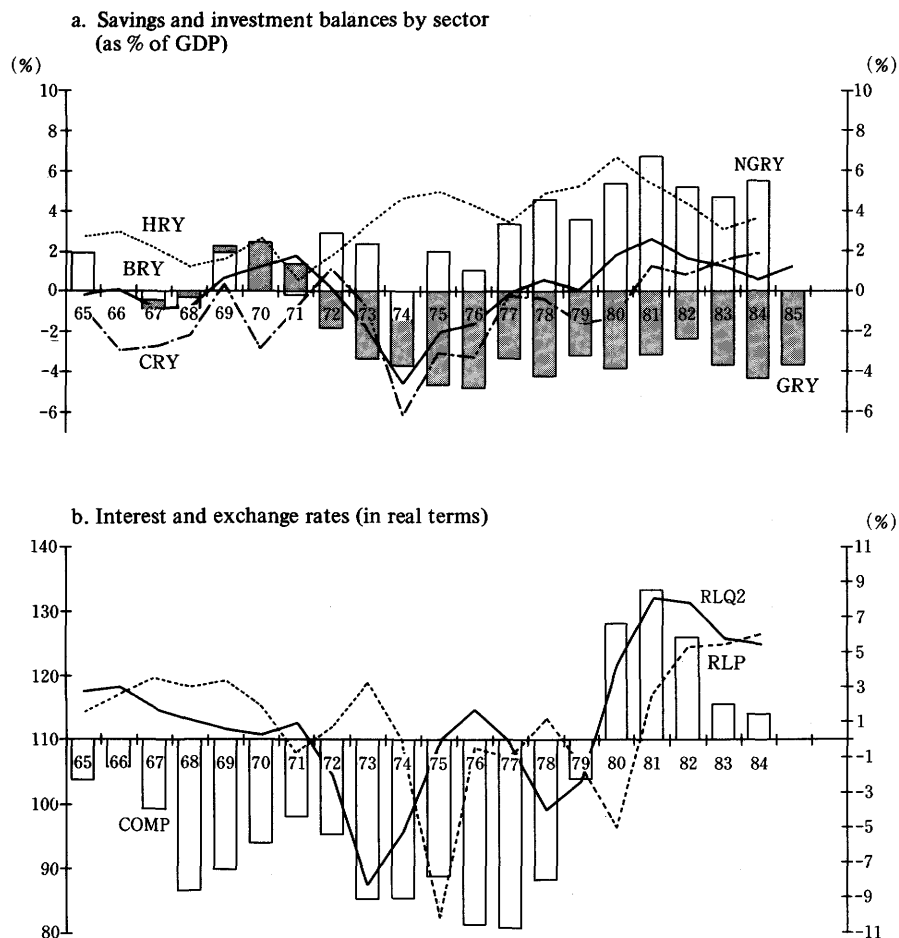 a. Savings and investment balances by sector
(as % of GDP)
(%) (%)
10 10
8 8
6 6
NGRY
4 4
HRY
2 2
BRY
0 0
65 66 67 68 69 70 71 72 73 74 75 76 77 78 79 80 81 82 83 84 85
-2 -2
CRY
-4 -4
GRY
-6 -6
b. Interest and exchange rates (in real terms)
(%)
140 11
9
130
RLQ2
7
RLP
5
120
3
1
110
65 66 67 68 69 70 71 72 73 74 75 76 77 78 79 80 81 82 83 84
-1
-3
100
COMP
-5
90
-7
-9
80 -11